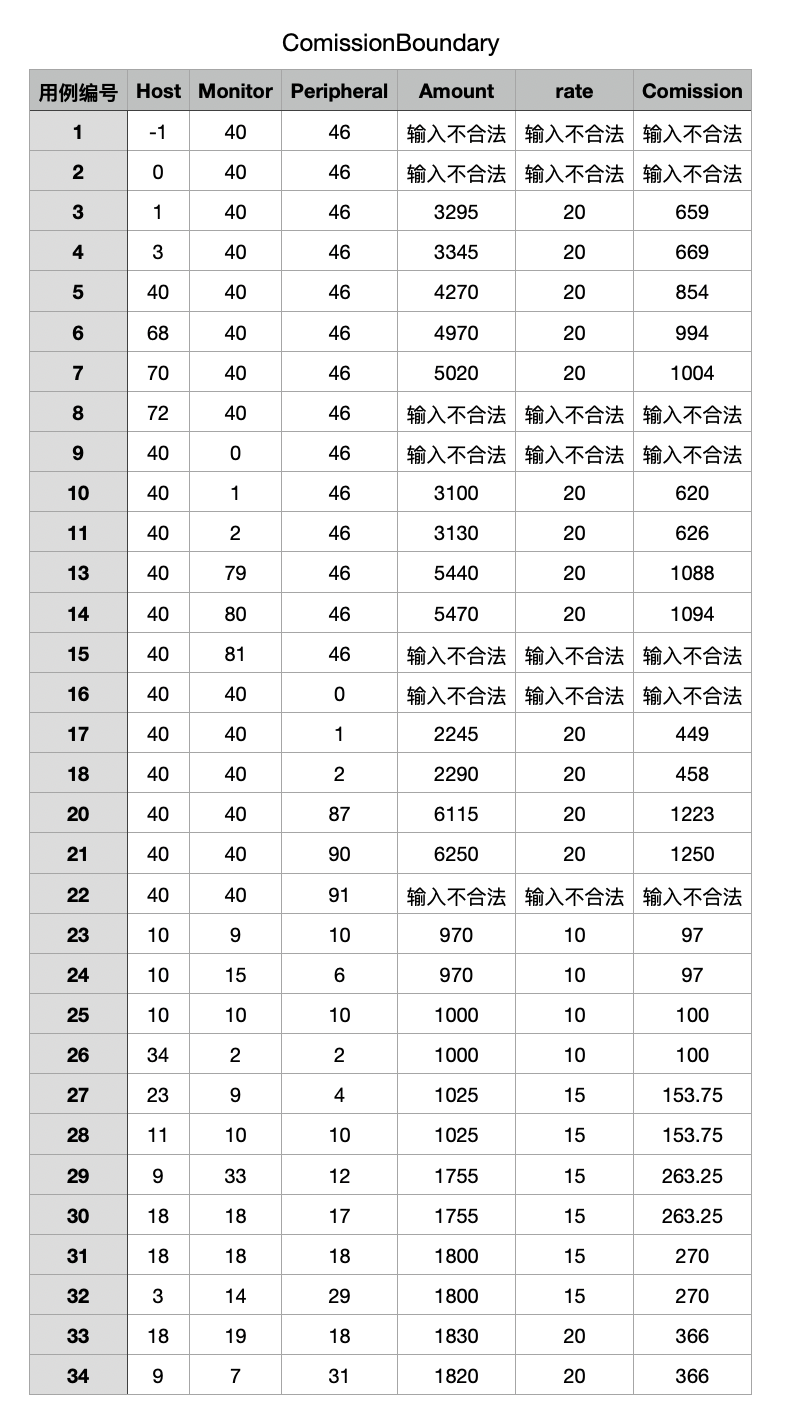 ComissionBoundary
用例编号 Host Monitor Peripheral Amount rate Comission
1 -1 40 46 输入不合法 输入不合法 输入不合法
2 0 40 46 输入不合法 输入不合法 输入不合法
3 1 40 46 3295 20 659
4 3 40 46 3345 20 669
5 40 40 46 4270 20 854
6 68 40 46 4970 20 994
7 70 40 46 5020 20 1004
8 72 40 46 输入不合法 输入不合法 输入不合法
9 40 0 46 输入不合法 输入不合法 输入不合法
10 40 1 46 3100 20 620
11 40 2 46 3130 20 626
13 40 79 46 5440 20 1088
14 40 80 46 5470 20 1094
15 40 81 46 输入不合法 输入不合法 输入不合法
16 40 40 0 输入不合法 输入不合法 输入不合法
17 40 40 1 2245 20 449
18 40 40 2 2290 20 458
20 40 40 87 6115 20 1223
21 40 40 90 6250 20 1250
22 40 40 91 输入不合法 输入不合法 输入不合法
23 10 9 10 970 10 97
24 10 15 6 970 10 97
25 10 10 10 1000 10 100
26 34 2 2 1000 10 100
27 23 9 4 1025 15 153.75
28 11 10 10 1025 15 153.75
29 9 33 12 1755 15 263.25
30 18 18 17 1755 15 263.25
31 18 18 18 1800 15 270
32 3 14 29 1800 15 270
33 18 19 18 1830 20 366
34 9 7 31 1820 20 366